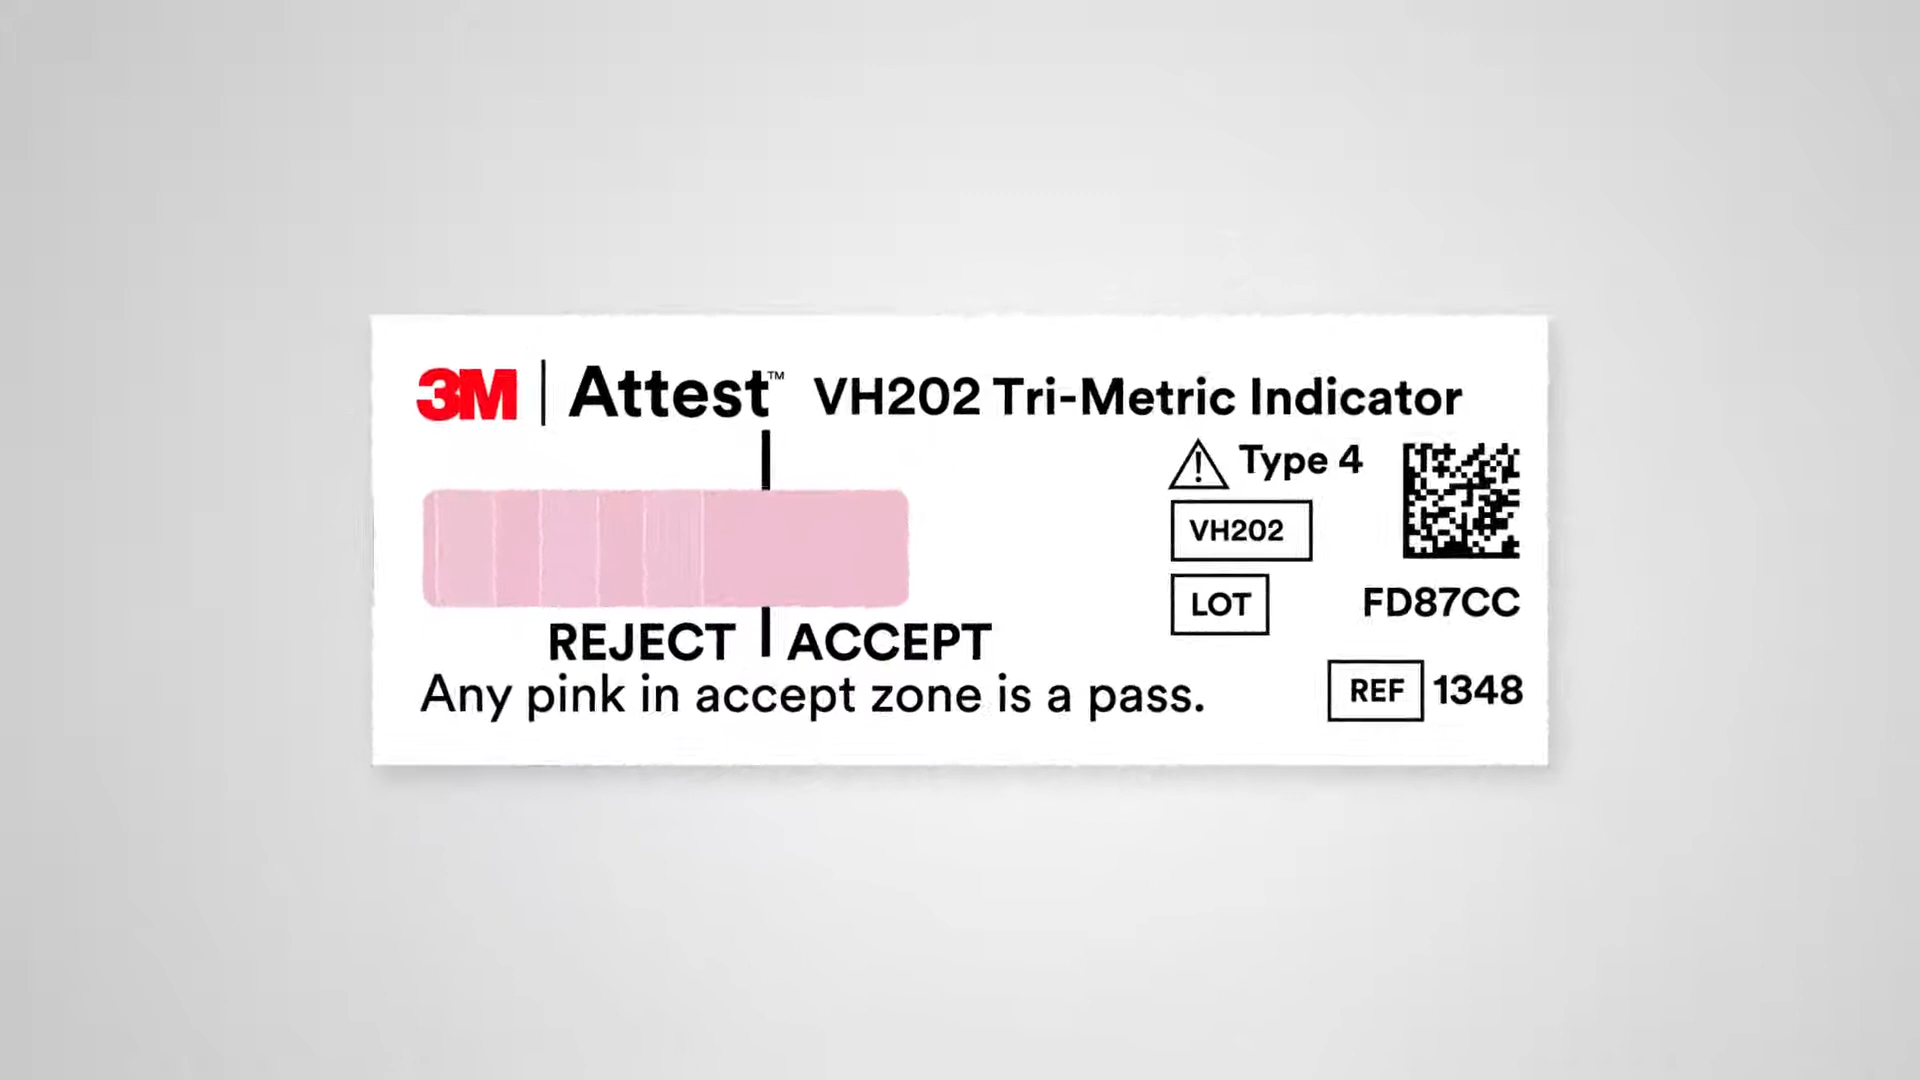 3M | Attest™ VH202 Tri-Metric Indicator
⚠ Type 4
VH202
LOT FD87CC
REJECT | ACCEPT
Any pink in accept zone is a pass.
REF 1348